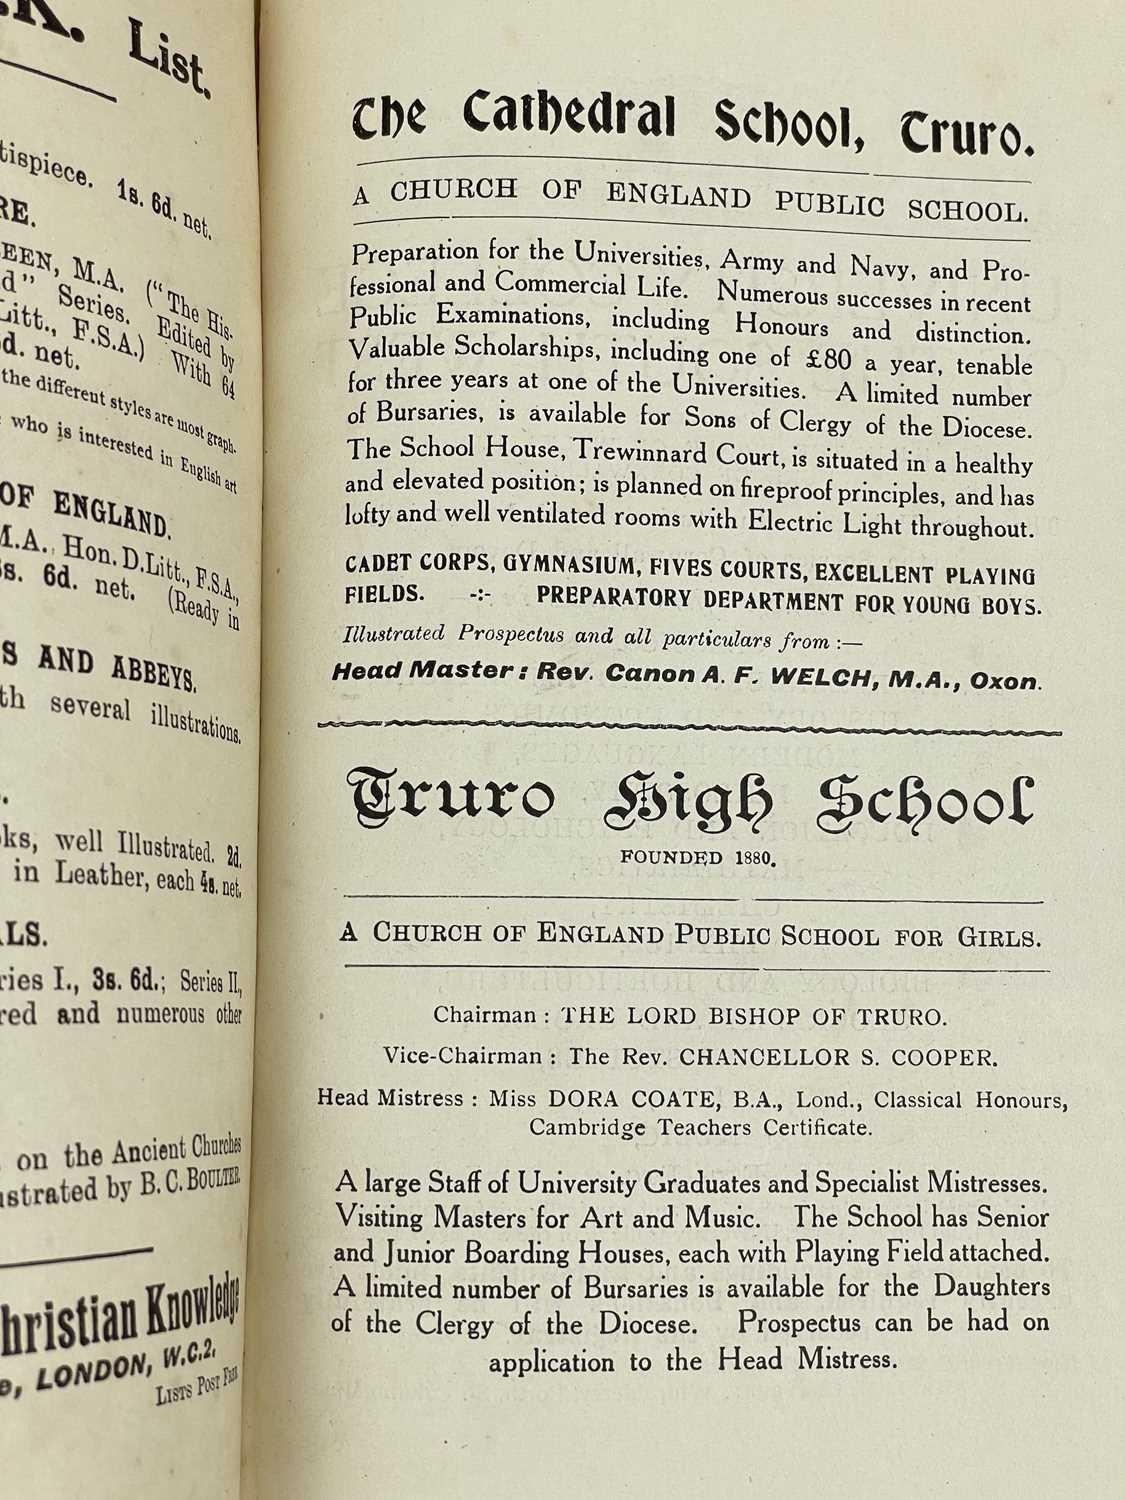 .K. List.
tispiece. 1s. 6d. net.
RE.
EEN, M.A. ("The His-
d" Series. Edited by
Litt., F.S.A.) With 64
d. net.
the different styles are most graph.
who is interested in English art
OF ENGLAND.
M.A., Hon. D.Litt., F.S.A.,
s. 6d. net. (Ready in
S AND ABBEYS.
th several illustrations.
ks, well Illustrated. 2d.
in Leather, each 4s. net.
ALS.
ries I., 3s. 6d.; Series II.,
red and numerous other
on the Ancient Churches
ustrated by B. C. BOULTER.
hristian Knowledge
e, LONDON, W.C.2.
LISTS POST FREE
The Cathedral School, Truro.
A CHURCH OF ENGLAND PUBLIC SCHOOL.
Preparation for the Universities, Army and Navy, and Pro-
fessional and Commercial Life. Numerous successes in recent
Public Examinations, including Honours and distinction.
Valuable Scholarships, including one of £80 a year, tenable
for three years at one of the Universities. A limited number
of Bursaries, is available for Sons of Clergy of the Diocese.
The School House, Trewinnard Court, is situated in a healthy
and elevated position; is planned on fireproof principles, and has
lofty and well ventilated rooms with Electric Light throughout.
CADET CORPS, GYMNASIUM, FIVES COURTS, EXCELLENT PLAYING
FIELDS. -:- PREPARATORY DEPARTMENT FOR YOUNG BOYS.
Illustrated Prospectus and all particulars from :—
Head Master : Rev. Canon A. F. WELCH, M.A., Oxon.
Truro High School
FOUNDED 1880.
A CHURCH OF ENGLAND PUBLIC SCHOOL FOR GIRLS.
Chairman : THE LORD BISHOP OF TRURO.
Vice-Chairman : The Rev. CHANCELLOR S. COOPER.
Head Mistress : Miss DORA COATE, B.A., Lond., Classical Honours,
Cambridge Teachers Certificate.
A large Staff of University Graduates and Specialist Mistresses.
Visiting Masters for Art and Music. The School has Senior
and Junior Boarding Houses, each with Playing Field attached.
A limited number of Bursaries is available for the Daughters
of the Clergy of the Diocese. Prospectus can be had on
application to the Head Mistress.